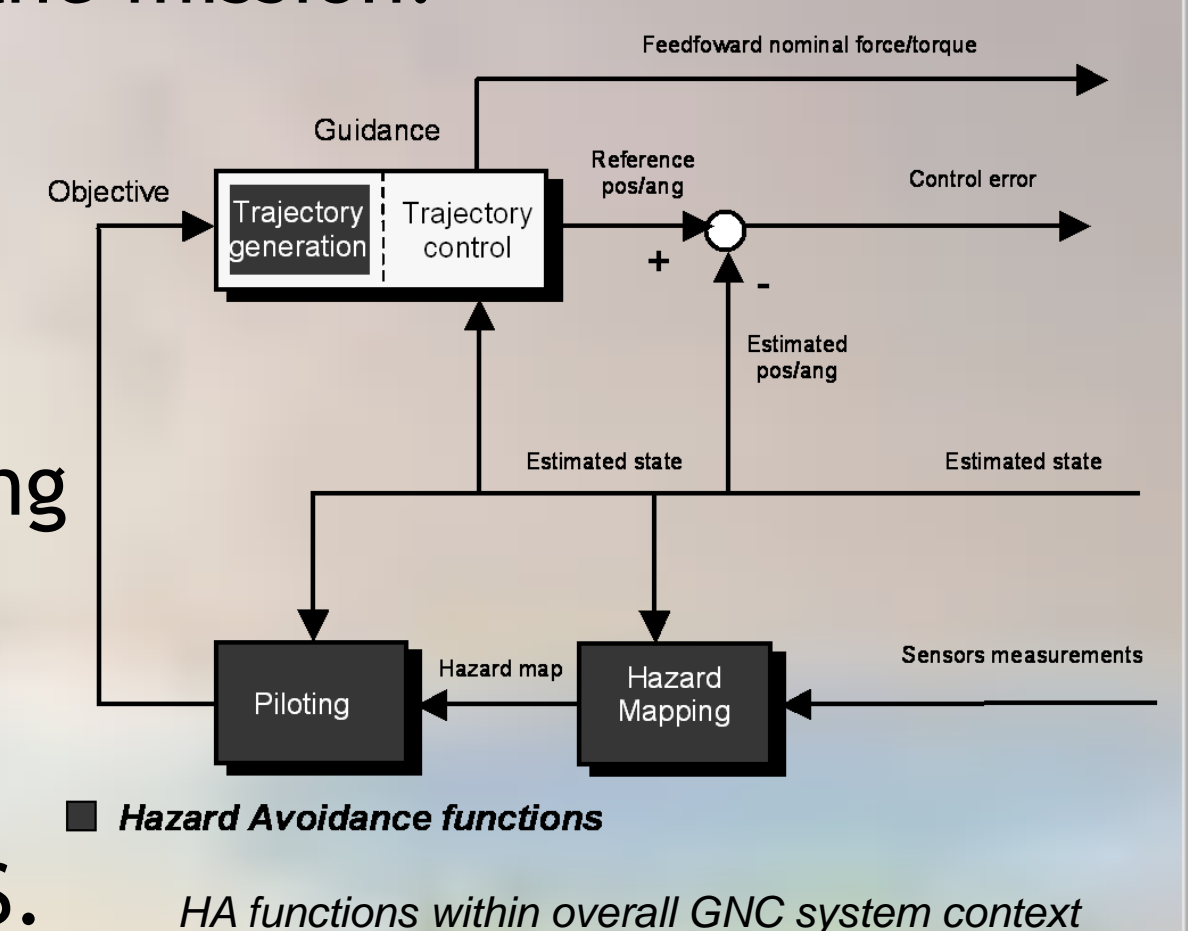 ine mission.
Feedfoward nominal force/torque
Guidance
Reference
pos/ang
Control error
Objective
Trajectory
generation
Trajectory
control
+
-
Estimated
pos/ang
Estimated state
Estimated state
ng
Sensors measurements
Hazard map
Piloting
Hazard
Mapping
Hazard Avoidance functions
s.
HA functions within overall GNC system context